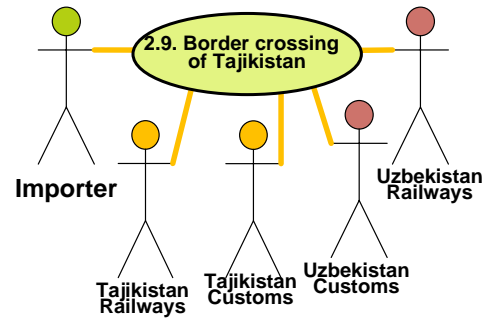 2.9. Border crossing
of Tajikistan
Importer
Tajikistan
Railways
Tajikistan
Customs
Uzbekistan
Customs
Uzbekistan
Railways